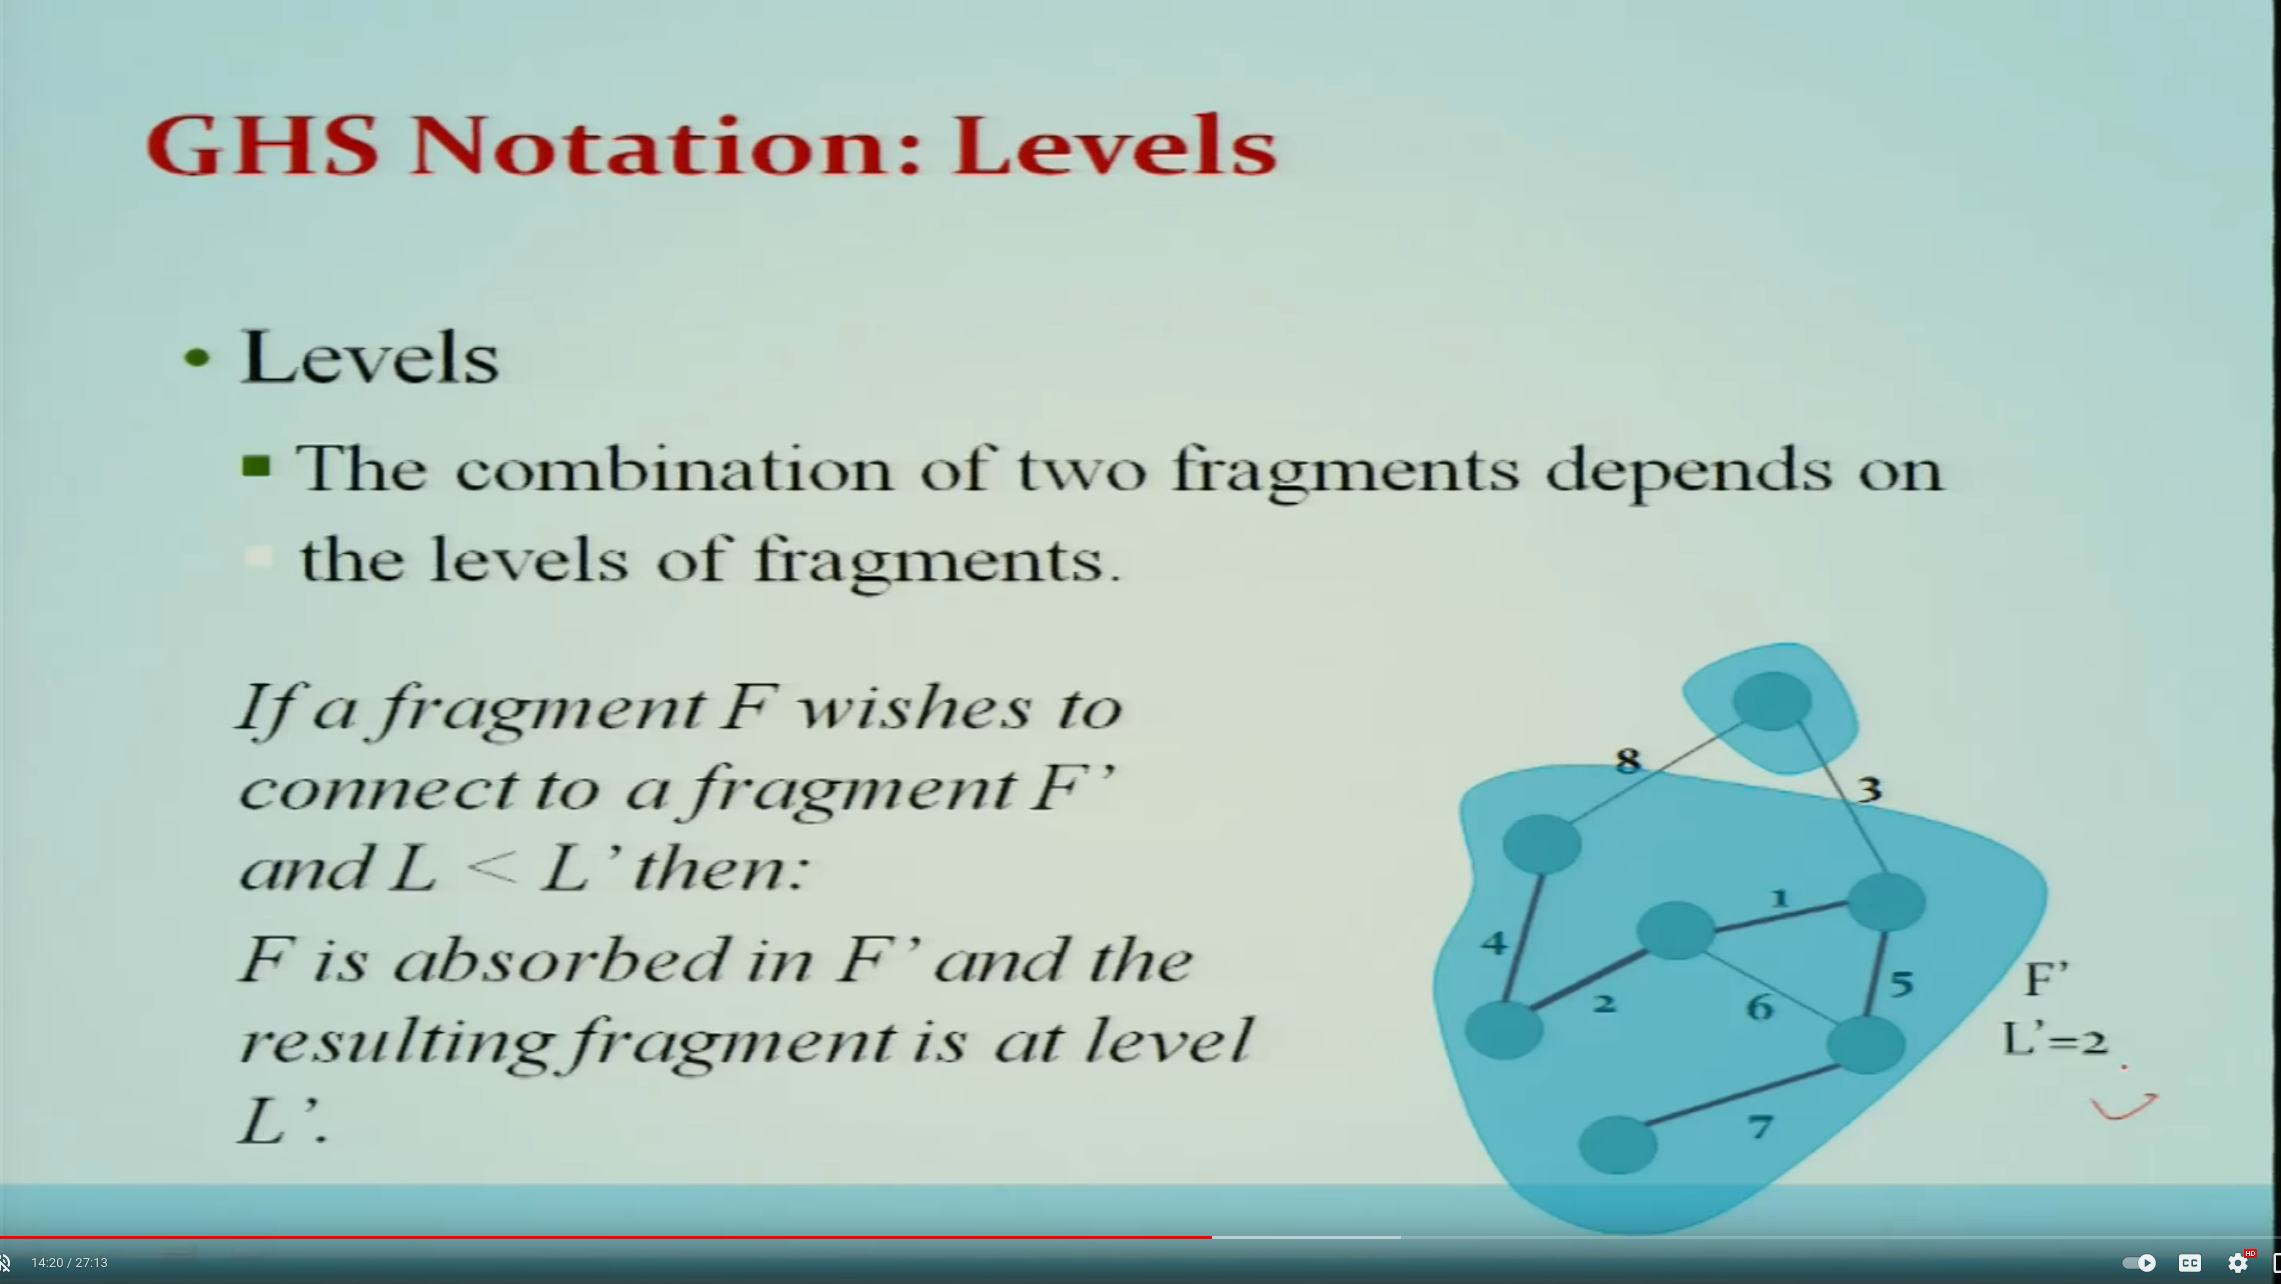 GHS Notation: Levels
• Levels
The combination of two fragments depends on
the levels of fragments.
If a fragment F wishes to
connect to a fragment F’
and L < L’ then:
F is absorbed in F’ and the
resulting fragment is at level
L’.
8
3
1
4
2
6
5
7
F’
L’=2
14:20 / 27:13
CC
HD